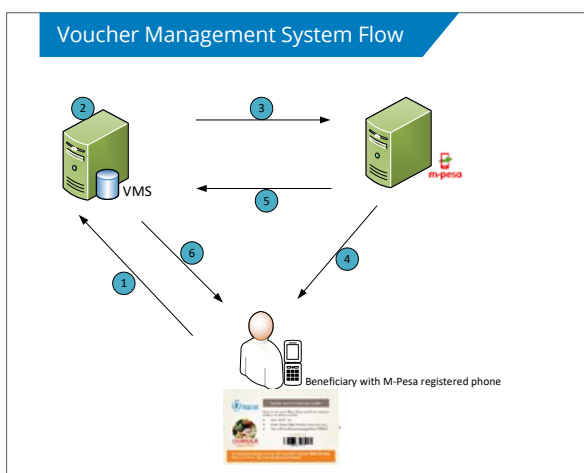 Voucher Management System Flow
2
3
VMS
m-pesa
5
1
6
4
Beneficiary with M-Pesa registered phone